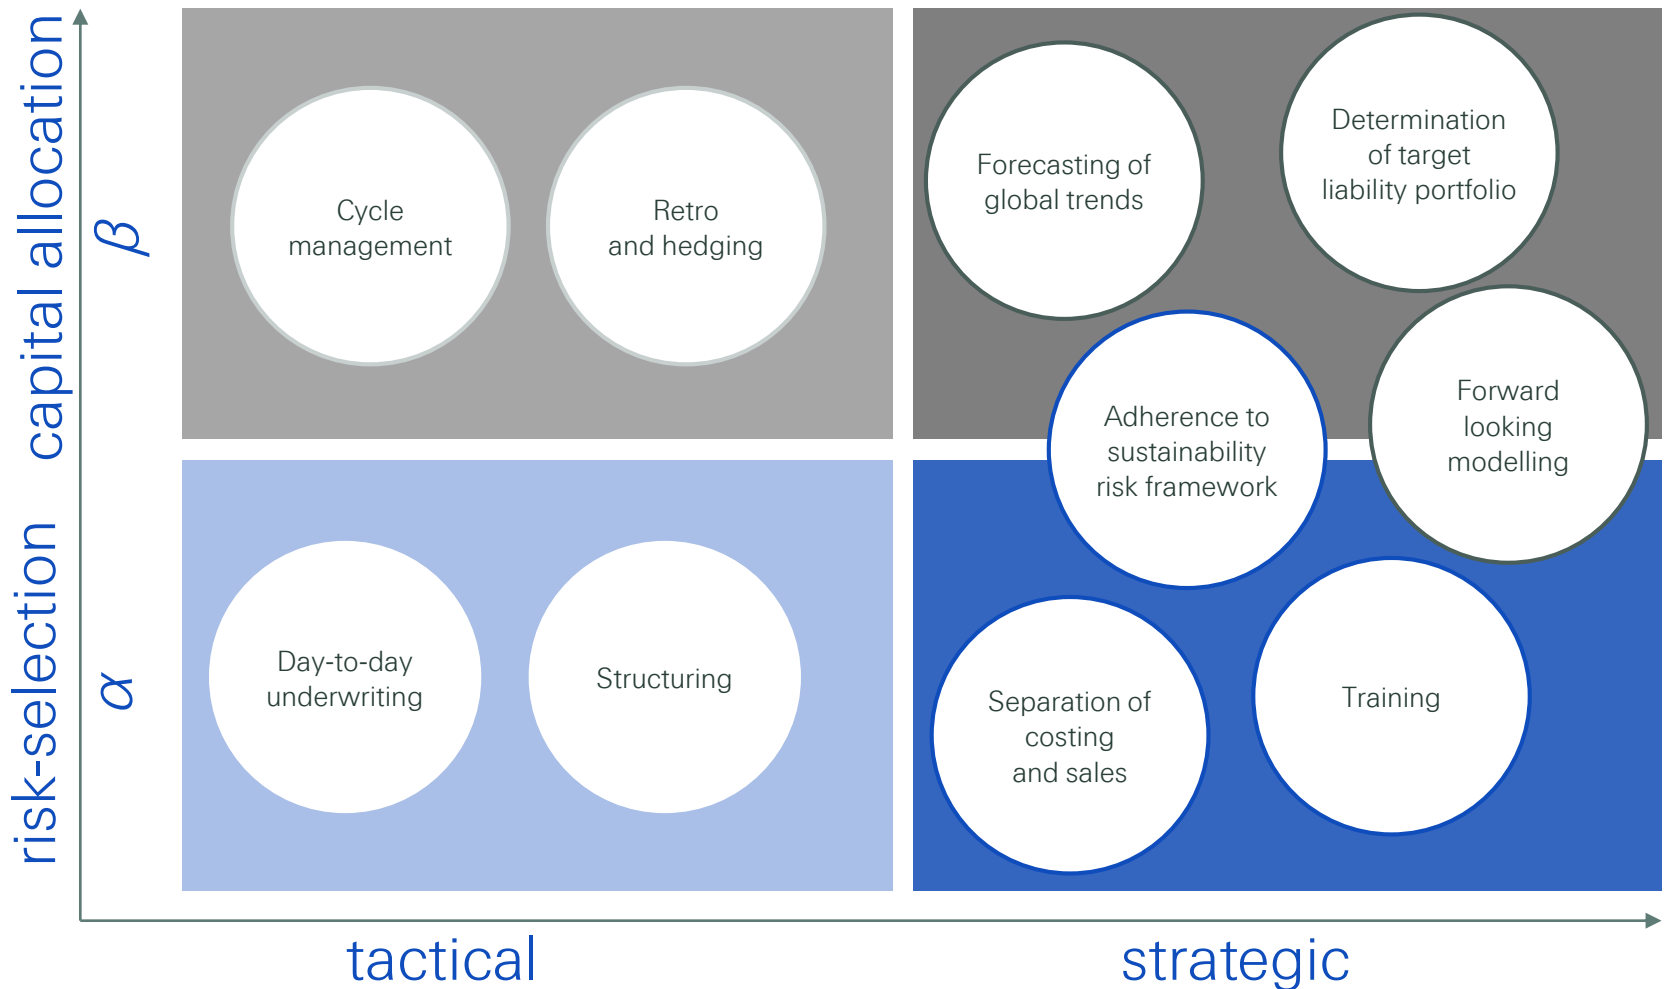 capital allocation
β
Cycle
management
Retro
and hedging
Forecasting of
global trends
Determination
of target
liability portfolio
Adherence to
sustainability
risk framework
Forward
looking
modelling
risk-selection
α
Day-to-day
underwriting
Structuring
Separation of
costing
and sales
Training
tactical
strategic